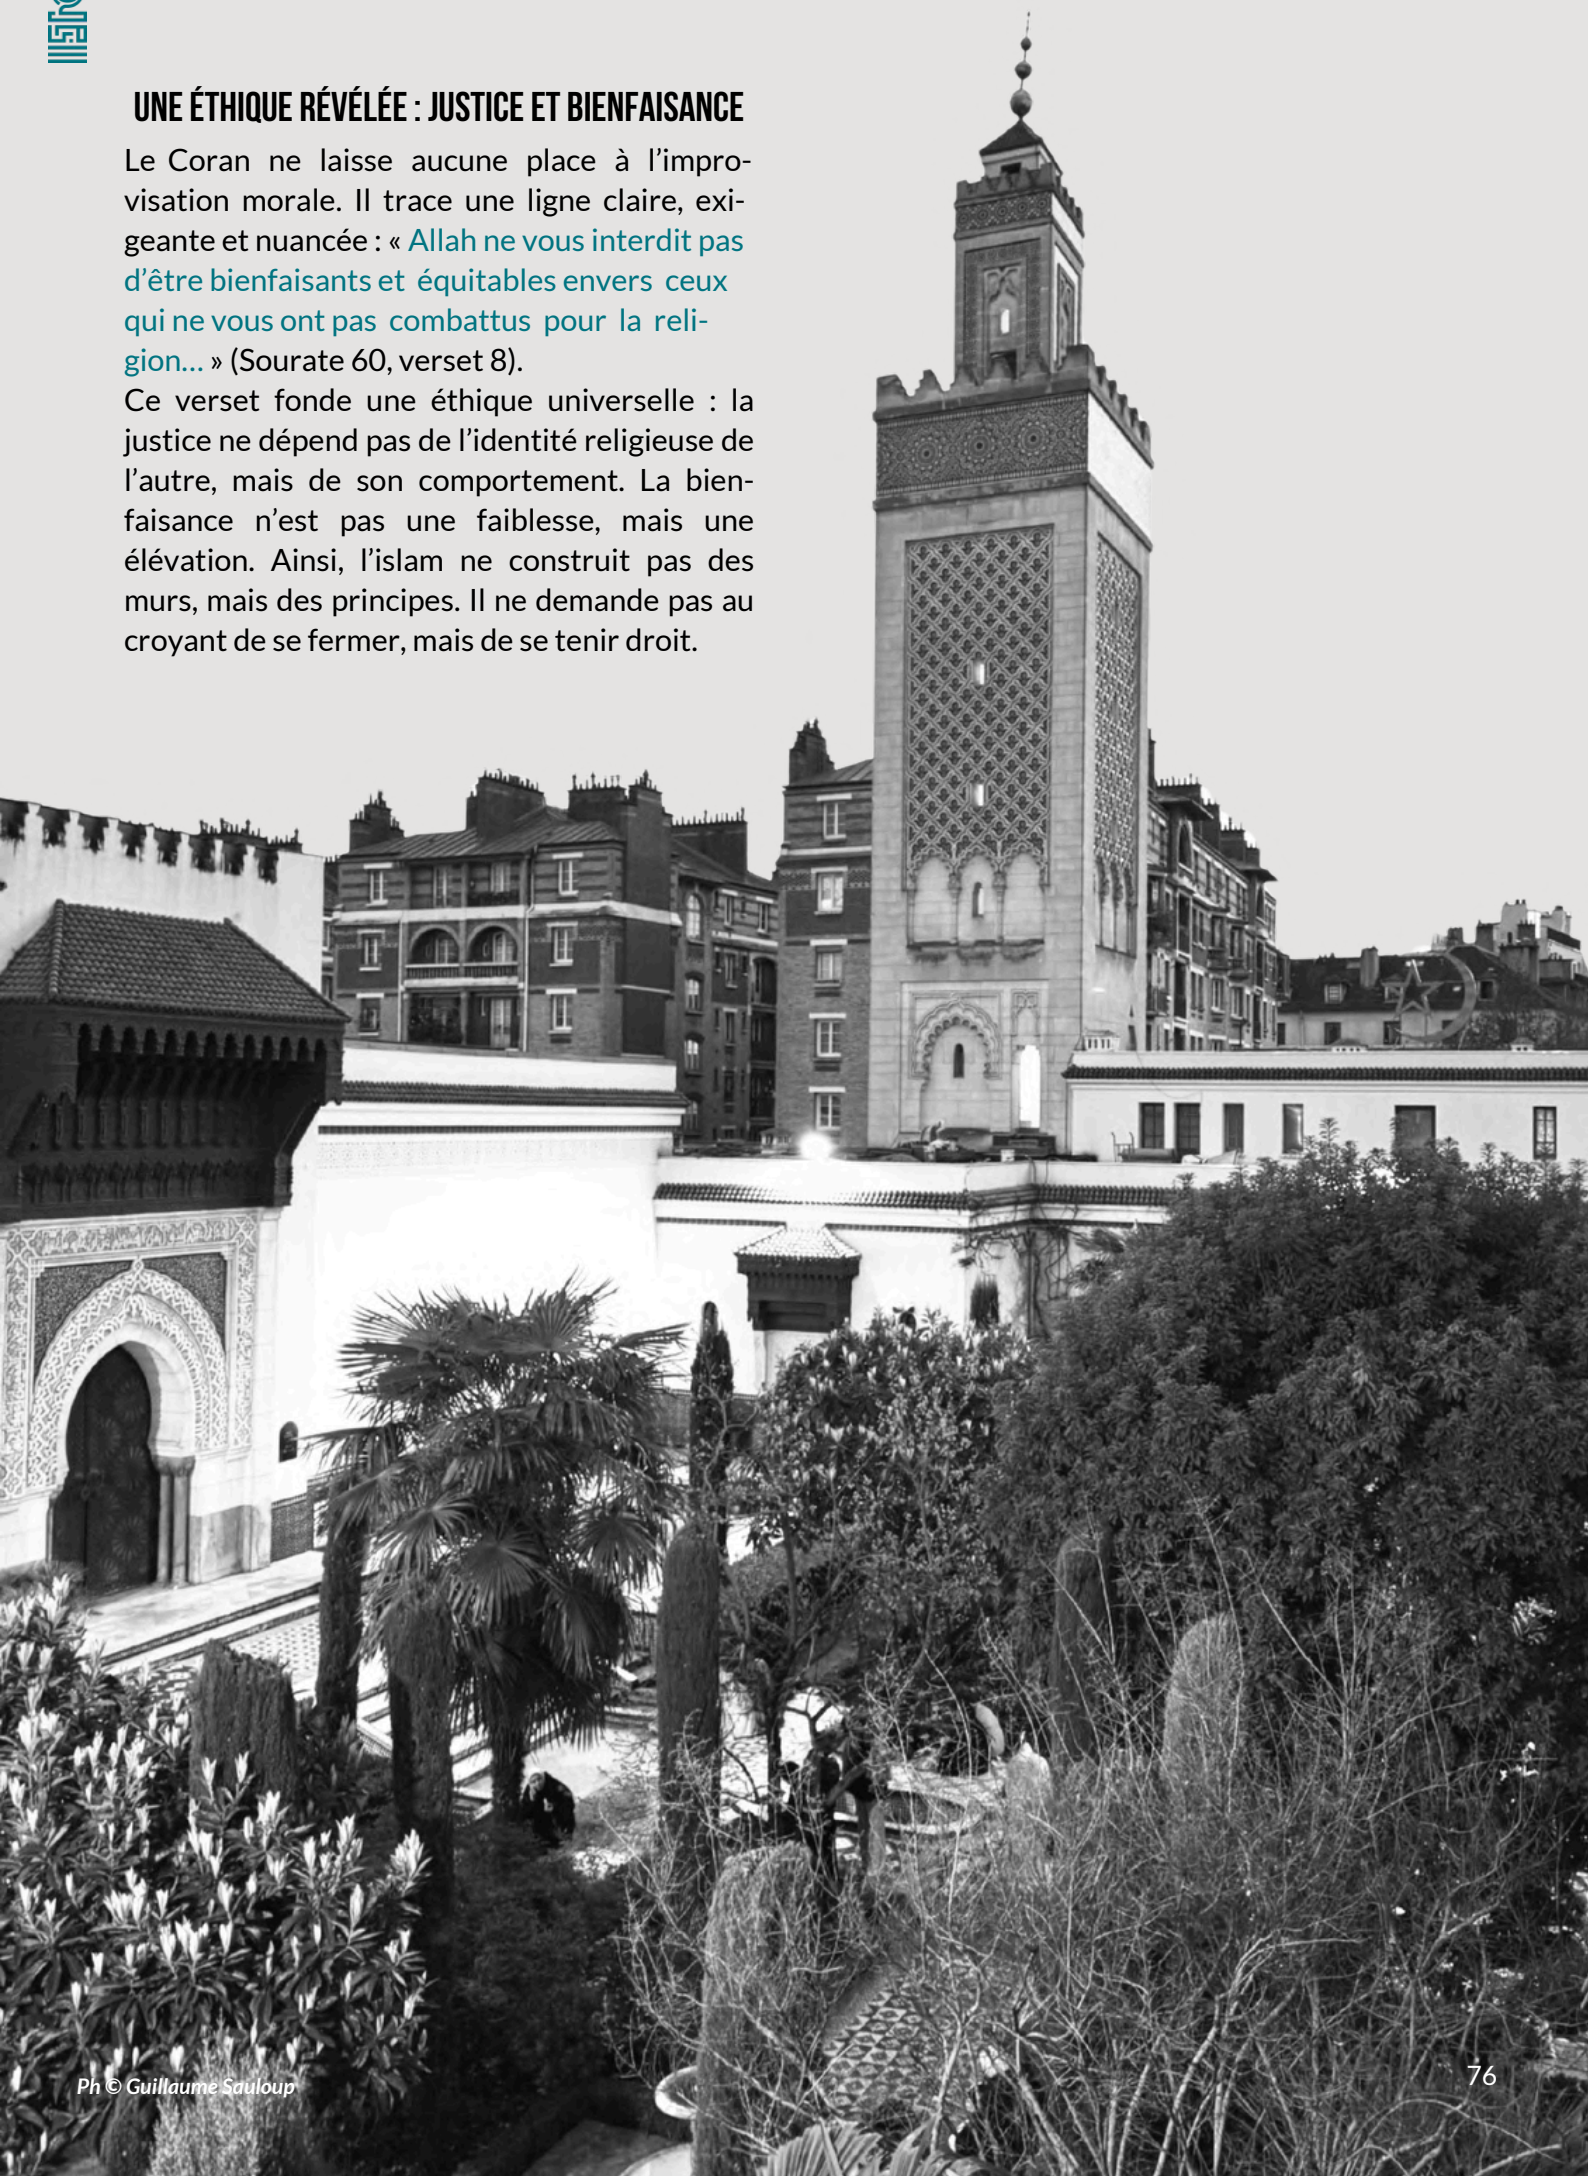 UNE ÉTHIQUE RÉVÉLÉE : JUSTICE ET BIENFAISANCE
Le Coran ne laisse aucune place à l’impro-
visation morale. Il trace une ligne claire, exi-
geante et nuancée : « Allah ne vous interdit pas
d’être bienfaisants et équitables envers ceux
qui ne vous ont pas combattus pour la reli-
gion... » (Sourate 60, verset 8).
Ce verset fonde une éthique universelle : la
justice ne dépend pas de l’identité religieuse de
l’autre, mais de son comportement. La bien-
faisance n’est pas une faiblesse, mais une
élévation. Ainsi, l’islam ne construit pas des
murs, mais des principes. Il ne demande pas au
croyant de se fermer, mais de se tenir droit.
Ph © Guillaume Sauloup
76